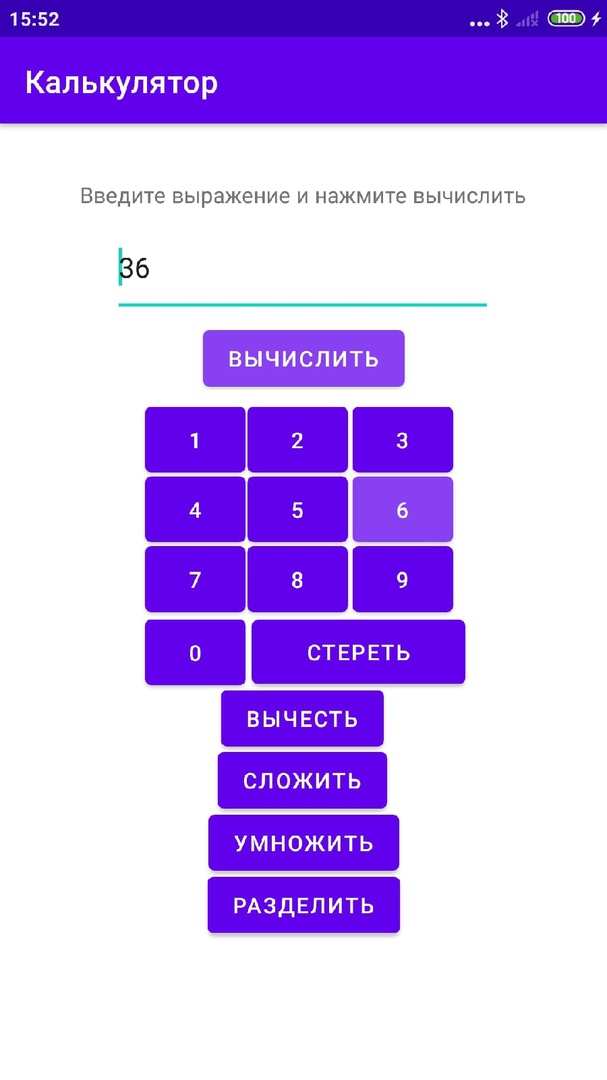 15:52 100
Калькулятор
Введите выражение и нажмите вычислить
36
ВЫЧИСЛИТЬ
1 2 3
4 5 6
7 8 9
0 СТЕРЕТЬ
ВЫЧЕСТЬ
СЛОЖИТЬ
УМНОЖИТЬ
РАЗДЕЛИТЬ